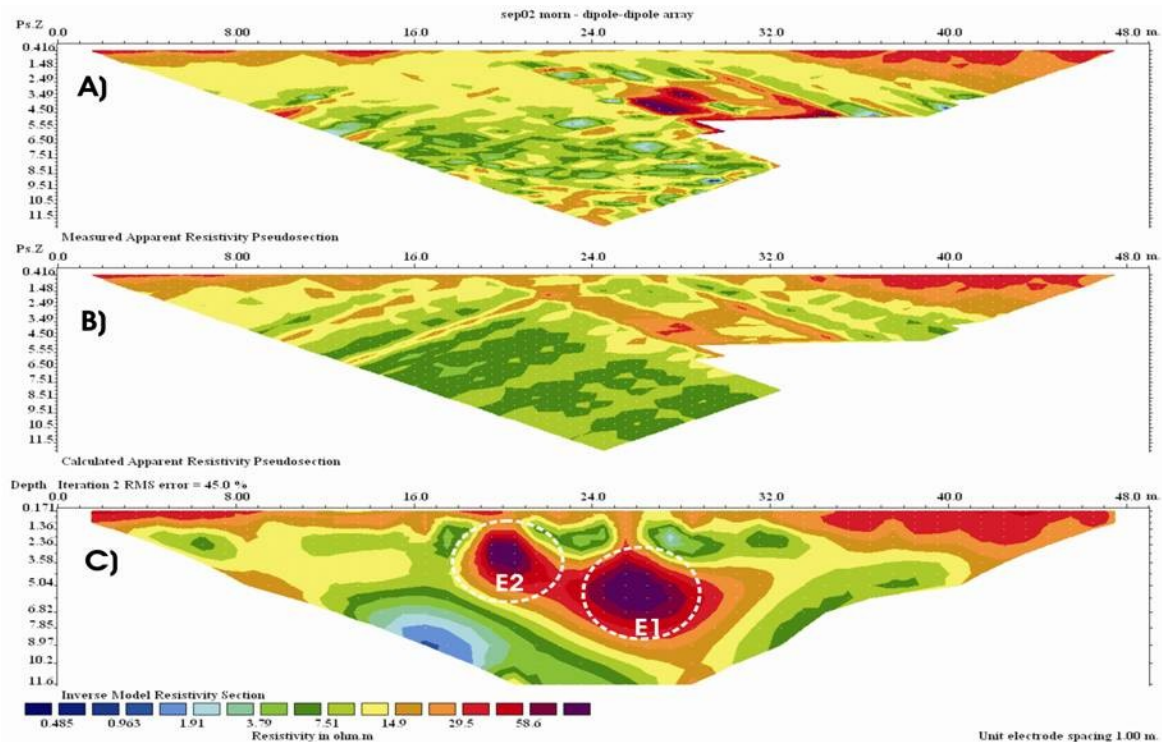 sep02 morn - dipole-dipole array
Ps.Z 0.0 8.00 16.0 24.0 32.0 40.0 48.0 m.
0.416
1.48
2.49
3.49
4.50
5.55
6.50
7.51
8.51
9.51
10.5
11.5
A)
Measured Apparent Resistivity Pseudosection
Ps.Z 0.0 8.00 16.0 24.0 32.0 40.0 48.0 m.
0.416
1.48
2.49
3.49
4.50
5.55
6.50
7.51
8.51
9.51
10.5
11.5
B)
Calculated Apparent Resistivity Pseudosection
Depth Iteration 2 RMS error = 45.0 %
0.0 8.00 16.0 24.0 32.0 40.0 48.0 m.
0.171
2.36
3.58
5.04
6.82
7.85
8.97
10.2
11.6
C)
E2
E1
Inverse Model Resistivity Section
0.485 0.963 1.91 3.79 7.51 14.9 29.5 58.6
Resistivity in ohm.m
Unit electrode spacing 1.00 m.